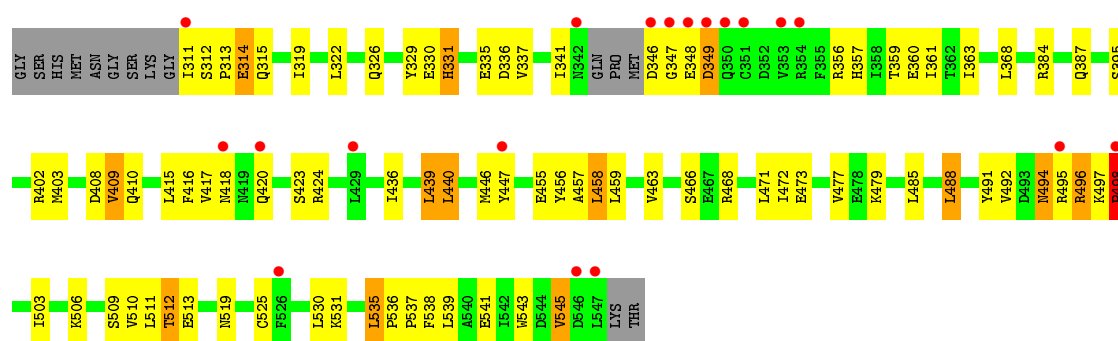 GLY SER HIS MET ASN GLY SER LYS GLY I311 S312 P313 E314 Q315 I319 L322 Q326 Y329 E330 H331 E335 D336 V337 I341 N342 GLN PRO MET D346 G347 E348 D349 Q350 C351 D352 V353 R354 F355 R356 H357 I358 T359 E360 I361 T362 I363 L368 R384 Q387 S395
R402 M403 D408 V409 Q410 L415 F416 V417 N418 N419 Q420 S423 R424 L429 I436 L439 L440 M446 Y447 E455 Y456 A457 L458 L459 V463 S466 E467 R468 L471 I472 E473 V477 E478 K479 L485 L488 Y491 V492 D493 N494 R495 R496 K497
I503 K506 S509 V510 L511 T512 E513 N519 C525 F526 L530 K531 L535 P536 P537 F538 L539 A540 E541 I542 W543 D544 V545 D546 L547 LYS THR